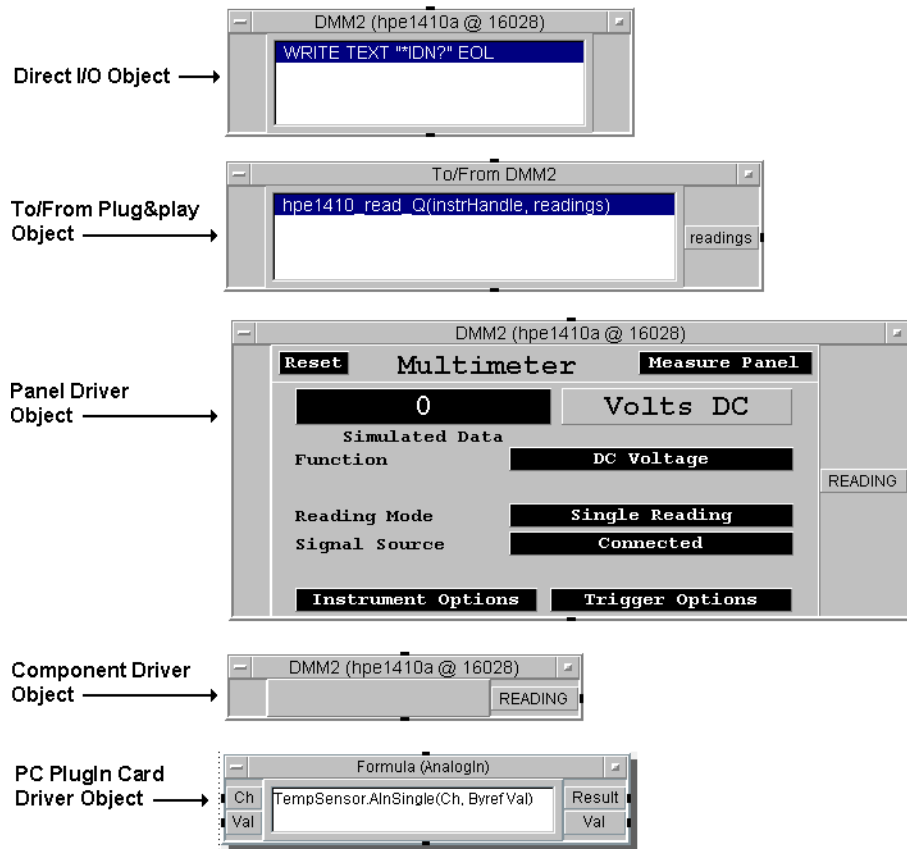 DMM2 (hpe1410a @ 16028)
WRITE TEXT "*IDN?" EOL
Direct I/O Object
To/From DMM2
To/From Plug&play
Object
hpe1410_read_Q(instrHandle, readings)
readings
DMM2 (hpe1410a @ 16028)
Reset
Multimeter
Measure Panel
Panel Driver
Object
0
Volts DC
Simulated Data
Function
DC Voltage
READING
Reading Mode
Single Reading
Signal Source
Connected
Instrument Options
Trigger Options
Component Driver
Object
DMM2 (hpe1410a @ 16028)
READING
PC PlugIn Card
Driver Object
Formula (AnalogIn)
Ch
TempSensor.AInSingle(Ch, Byref Val)
Result
Val
Val